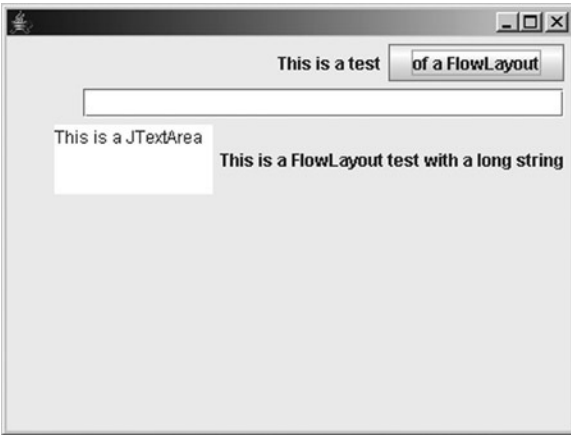 This is a test of a FlowLayout
This is a JTextArea
This is a FlowLayout test with a long string